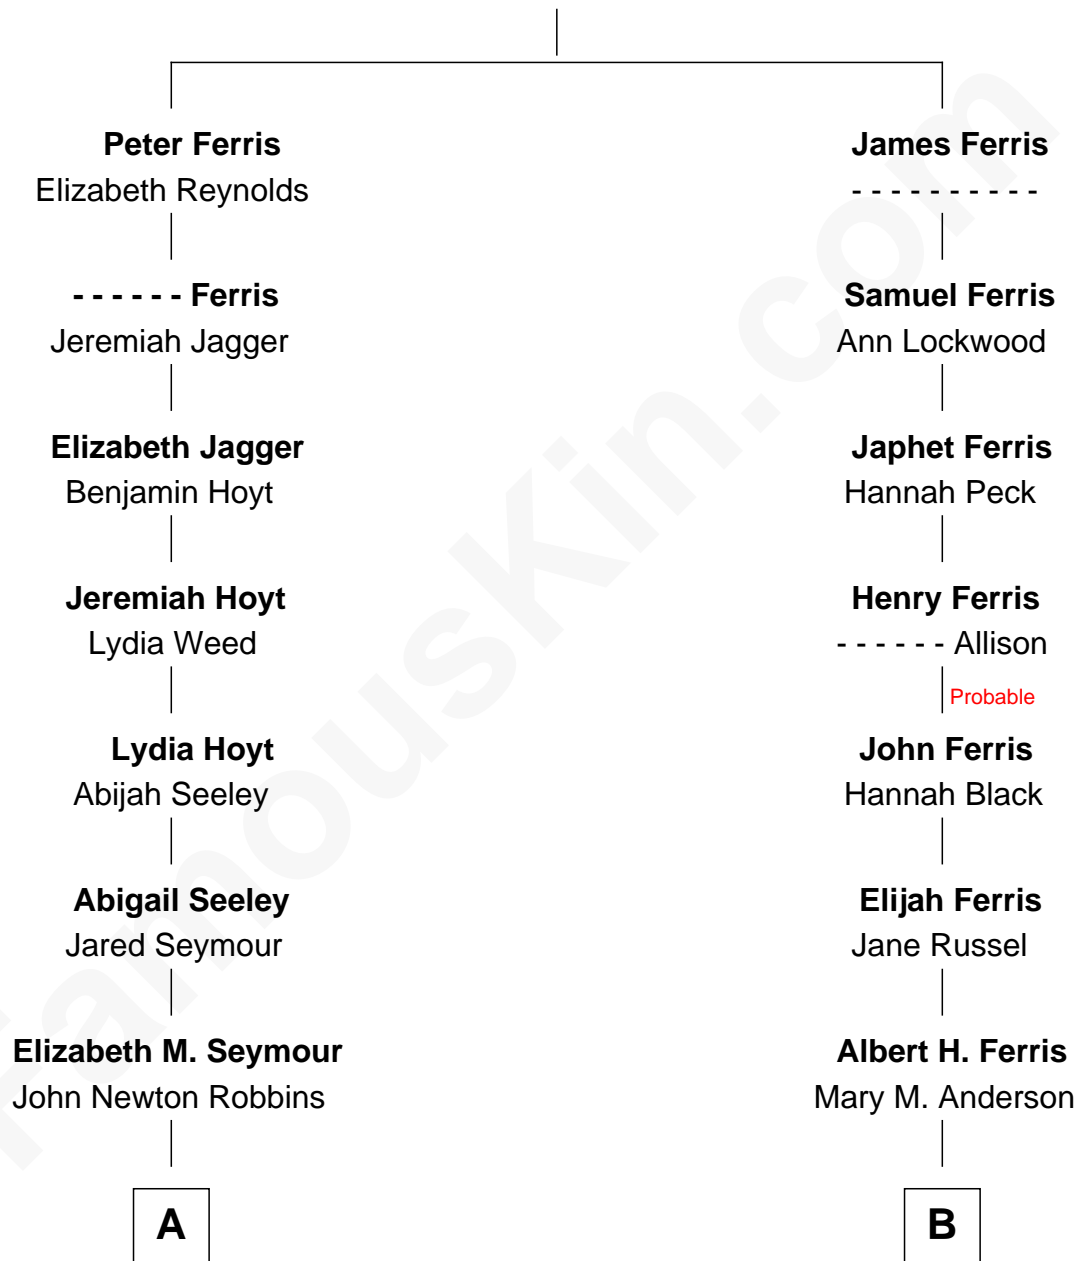 Peter Ferris
Elizabeth Reynolds
- - - - - - Ferris
Jeremiah Jagger
Elizabeth Jagger
Benjamin Hoyt
Jeremiah Hoyt
Lydia Weed
Lydia Hoyt
Abijah Seeley
Abigail Seeley
Jared Seymour
Elizabeth M. Seymour
John Newton Robbins
A
James Ferris
- - - - - - - - - -
Samuel Ferris
Ann Lockwood
Japhet Ferris
Hannah Peck
Henry Ferris
- - - - - - Allison
Probable
John Ferris
Hannah Black
Elijah Ferris
Jane Russel
Albert H. Ferris
Mary M. Anderson
B
FamousKin.com